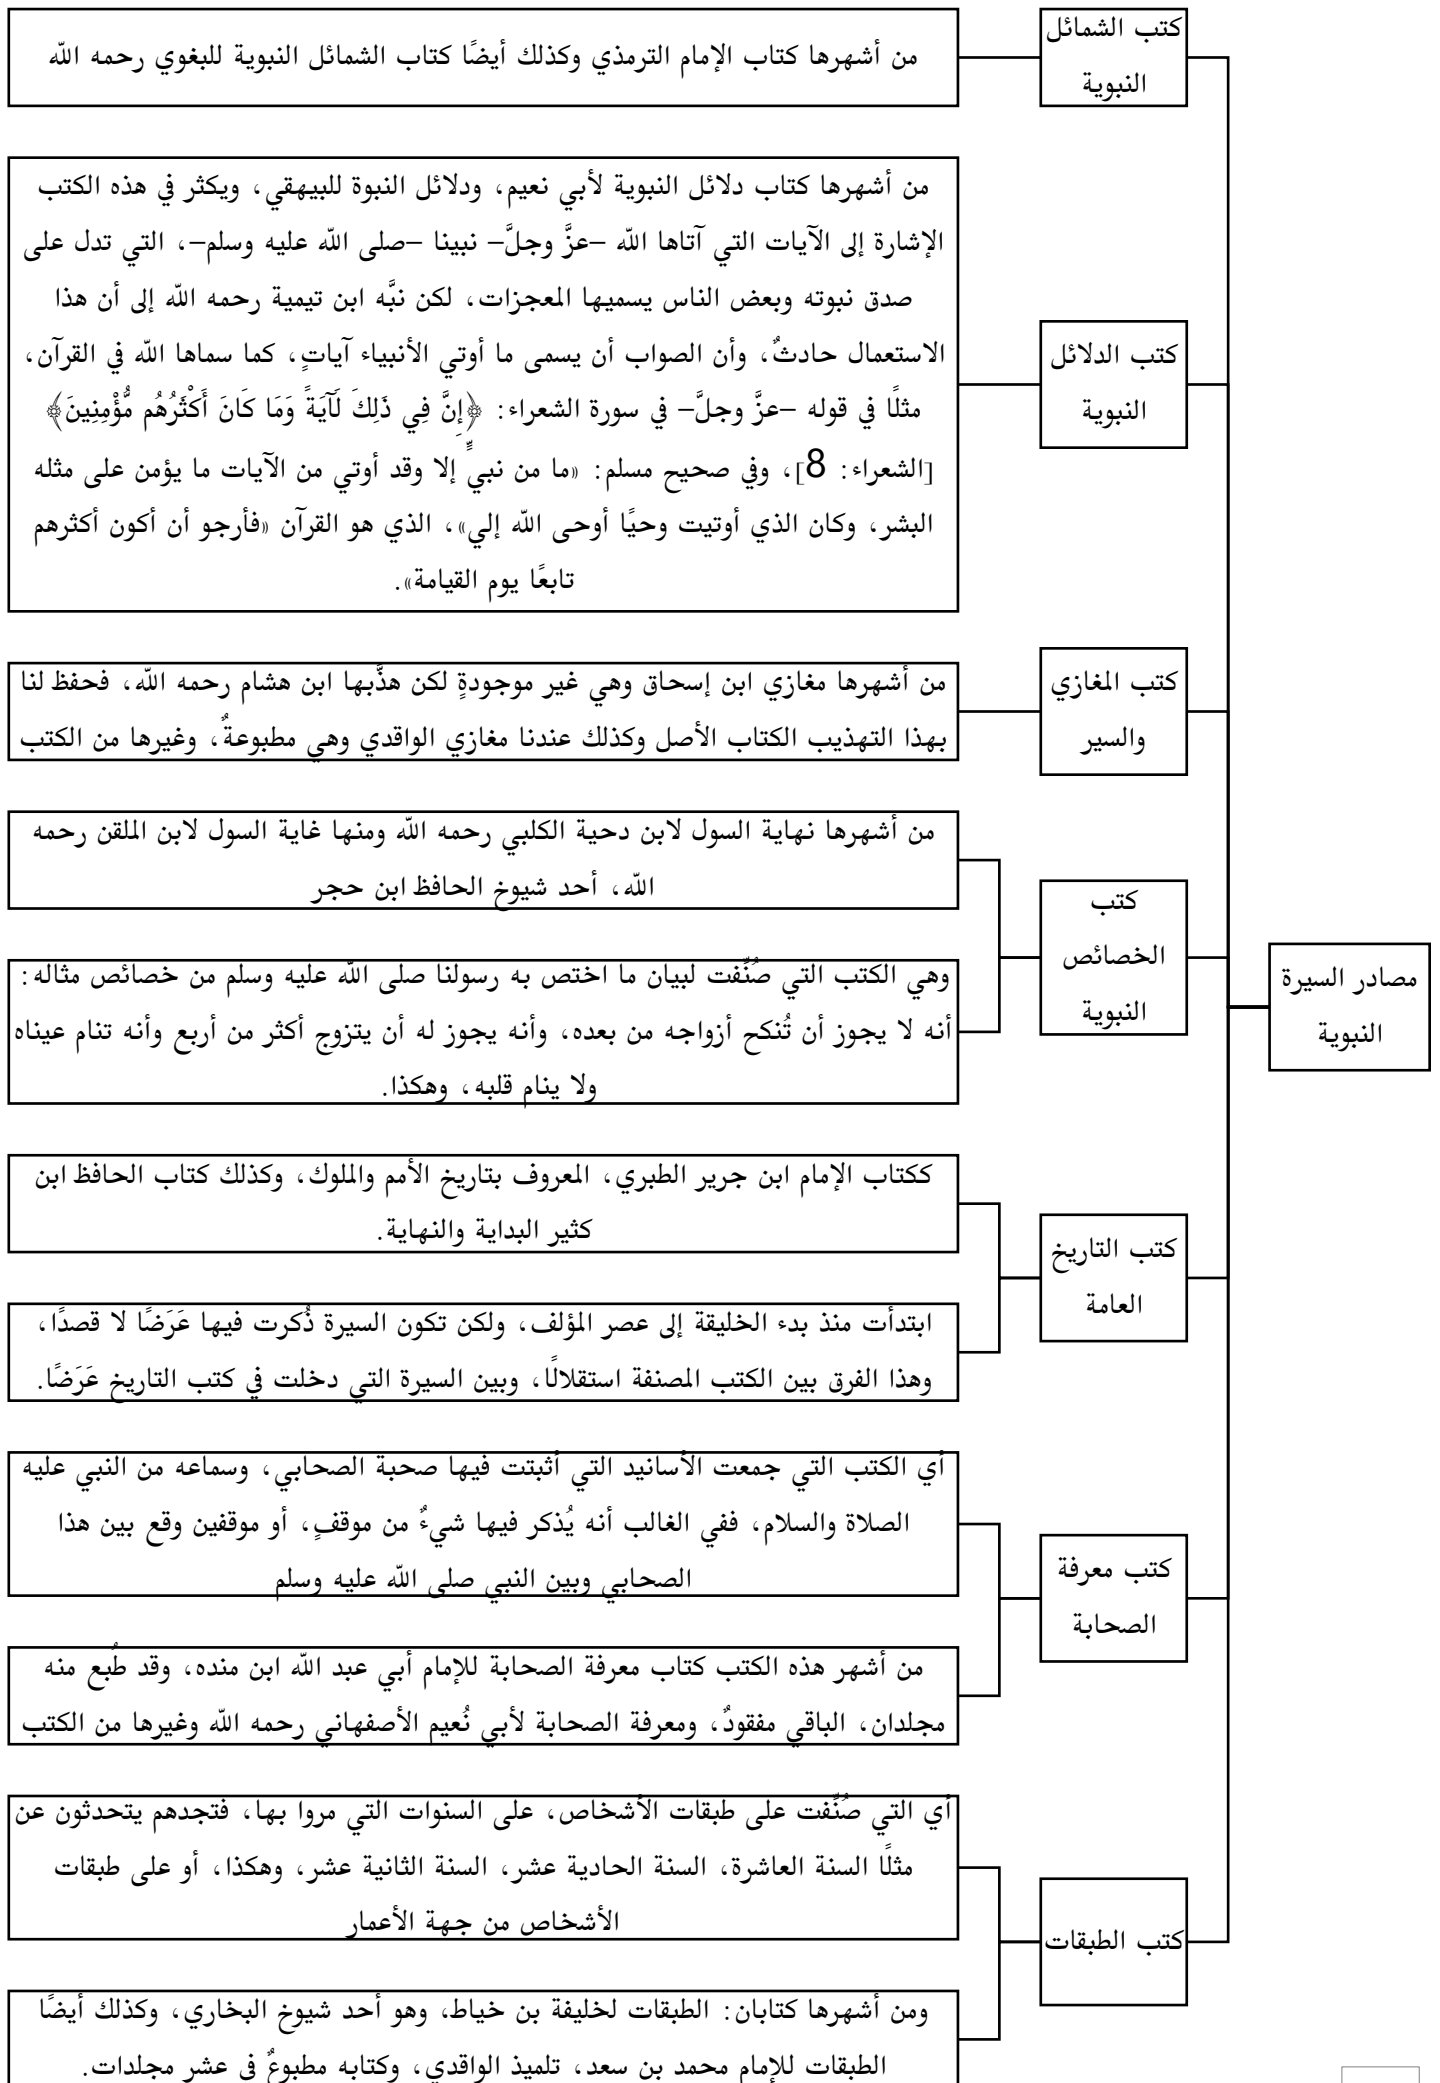 مصادر السيرة
النبوية
كتب الشمائل
النبوية
من أشهرها كتاب الإمام الترمذي وكذلك أيضًا كتاب الشمائل النبوية للبغوي رحمه الله
كتب الدلائل
النبوية
من أشهرها كتاب دلائل النبوية لأبي نعيم، ودلائل النبوة للبيهقي، ويكثر في هذه الكتب
الإشارة إلى الآيات التي آتاها الله –عزَّ وجلَّ– نبينا –صلى الله عليه وسلم–، التي تدل على
صدق نبوته وبعض الناس يسميها المعجزات، لكن نبَّه ابن تيمية رحمه الله إلى أن هذا
الاستعمال حادثٌ، وأن الصواب أن يسمى ما أوتي الأنبياء آياتٍ، كما سماها الله في القرآن،
مثلًا في قوله –عزَّ وجلَّ– في سورة الشعراء: ﴿إِنَّ فِي ذَلِكَ لَآيَةً وَمَا كَانَ أَكْثَرُهُم مُّؤْمِنِينَ﴾
[الشعراء: 8]، وفي صحيح مسلم: «ما من نبيٍّ إلا وقد أوتي من الآيات ما يؤمن على مثله
البشر، وكان الذي أوتيت وحيًا أوحى الله إلي»، الذي هو القرآن «فأرجو أن أكون أكثرهم
تابعًا يوم القيامة».
كتب المغازي
والسير
من أشهرها مغازي ابن إسحاق وهي غير موجودةٍ لكن هذَّبها ابن هشام رحمه الله، فحفظ لنا
بهذا التهذيب الكتاب الأصل وكذلك عندنا مغازي الواقدي وهي مطبوعةٌ، وغيرها من الكتب
كتب
الخصائص
النبوية
من أشهرها نهاية السول لابن دحية الكلبي رحمه الله ومنها غاية السول لابن الملقن رحمه
الله، أحد شيوخ الحافظ ابن حجر
وهي الكتب التي صُنِّفت لبيان ما اختص به رسولنا صلى الله عليه وسلم من خصائص مثاله:
أنه لا يجوز أن تُنكح أزواجه من بعده، وأنه يجوز له أن يتزوج أكثر من أربع وأنه تنام عيناه
ولا ينام قلبه، وهكذا.
كتب التاريخ
العامة
ككتاب الإمام ابن جرير الطبري، المعروف بتاريخ الأمم والملوك، وكذلك كتاب الحافظ ابن
كثير البداية والنهاية.
ابتدأت منذ بدء الخليقة إلى عصر المؤلف، ولكن تكون السيرة ذُكرت فيها عَرَضًا لا قصدًا،
وهذا الفرق بين الكتب المصنفة استقلالًا، وبين السيرة التي دخلت في كتب التاريخ عَرَضًا.
كتب معرفة
الصحابة
أي الكتب التي جمعت الأسانيد التي أثبتت فيها صحبة الصحابي، وسماعه من النبي عليه
الصلاة والسلام، ففي الغالب أنه يُذكر فيها شيءٌ من موقفٍ، أو موقفين وقع بين هذا
الصحابي وبين النبي صلى الله عليه وسلم
من أشهر هذه الكتب كتاب معرفة الصحابة للإمام أبي عبد الله ابن منده، وقد طُبع منه
مجلدان، الباقي مفقودٌ، ومعرفة الصحابة لأبي نُعيم الأصفهاني رحمه الله وغيرها من الكتب
كتب الطبقات
أي التي صُنِّفت على طبقات الأشخاص، على السنوات التي مروا بها، فتجدهم يتحدثون عن
مثلًا السنة العاشرة، السنة الحادية عشر، السنة الثانية عشر، وهكذا، أو على طبقات
الأشخاص من جهة الأعمار
ومن أشهرها كتابان: الطبقات لخليفة بن خياط، وهو أحد شيوخ البخاري، وكذلك أيضًا
الطبقات للإمام محمد بن سعد، تلميذ الواقدي، وكتابه مطبوعٌ في عشر مجلدات.